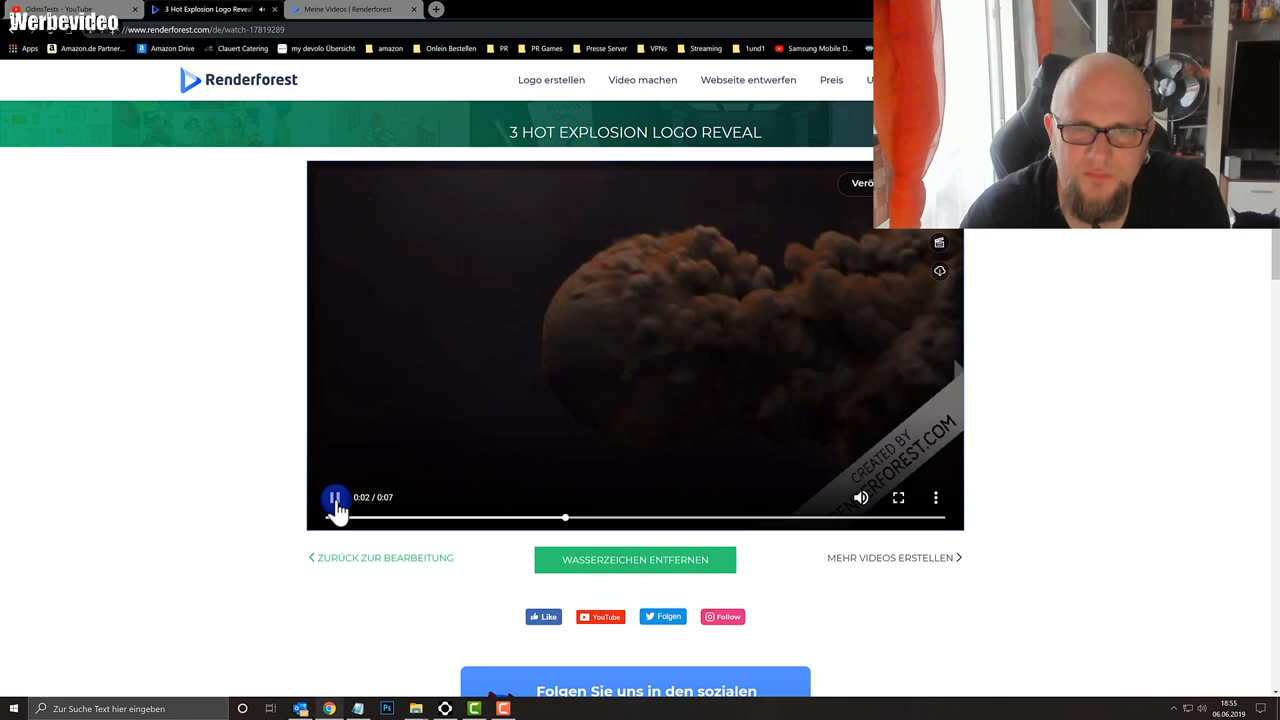 Werbevideo
OdinsTests - YouTube
3 Hot Explosion Logo Reveal
Meine Videos | Renderforest
www.renderforest.com/de/watch-17819289
Apps
Amazon.de Partner...
Amazon Drive
Clauert Catering
my devolo Übersicht
amazon
Onlein Bestellen
PR
PR Games
Presse Server
VPNs
Streaming
1und1
Samsung Mobile D...
Renderforest
Logo erstellen
Video machen
Webseite entwerfen
Preis
U
3 HOT EXPLOSION LOGO REVEAL
Verö
CREATED BY
RENDERFOREST.COM
0:02 / 0:07
ZURÜCK ZUR BEARBEITUNG
WASSERZEICHEN ENTFERNEN
MEHR VIDEOS ERSTELLEN
Like
YouTube
Folgen
Follow
Folgen Sie uns in den sozialen
Zur Suche Text hier eingeben
18:55
06.06.2019